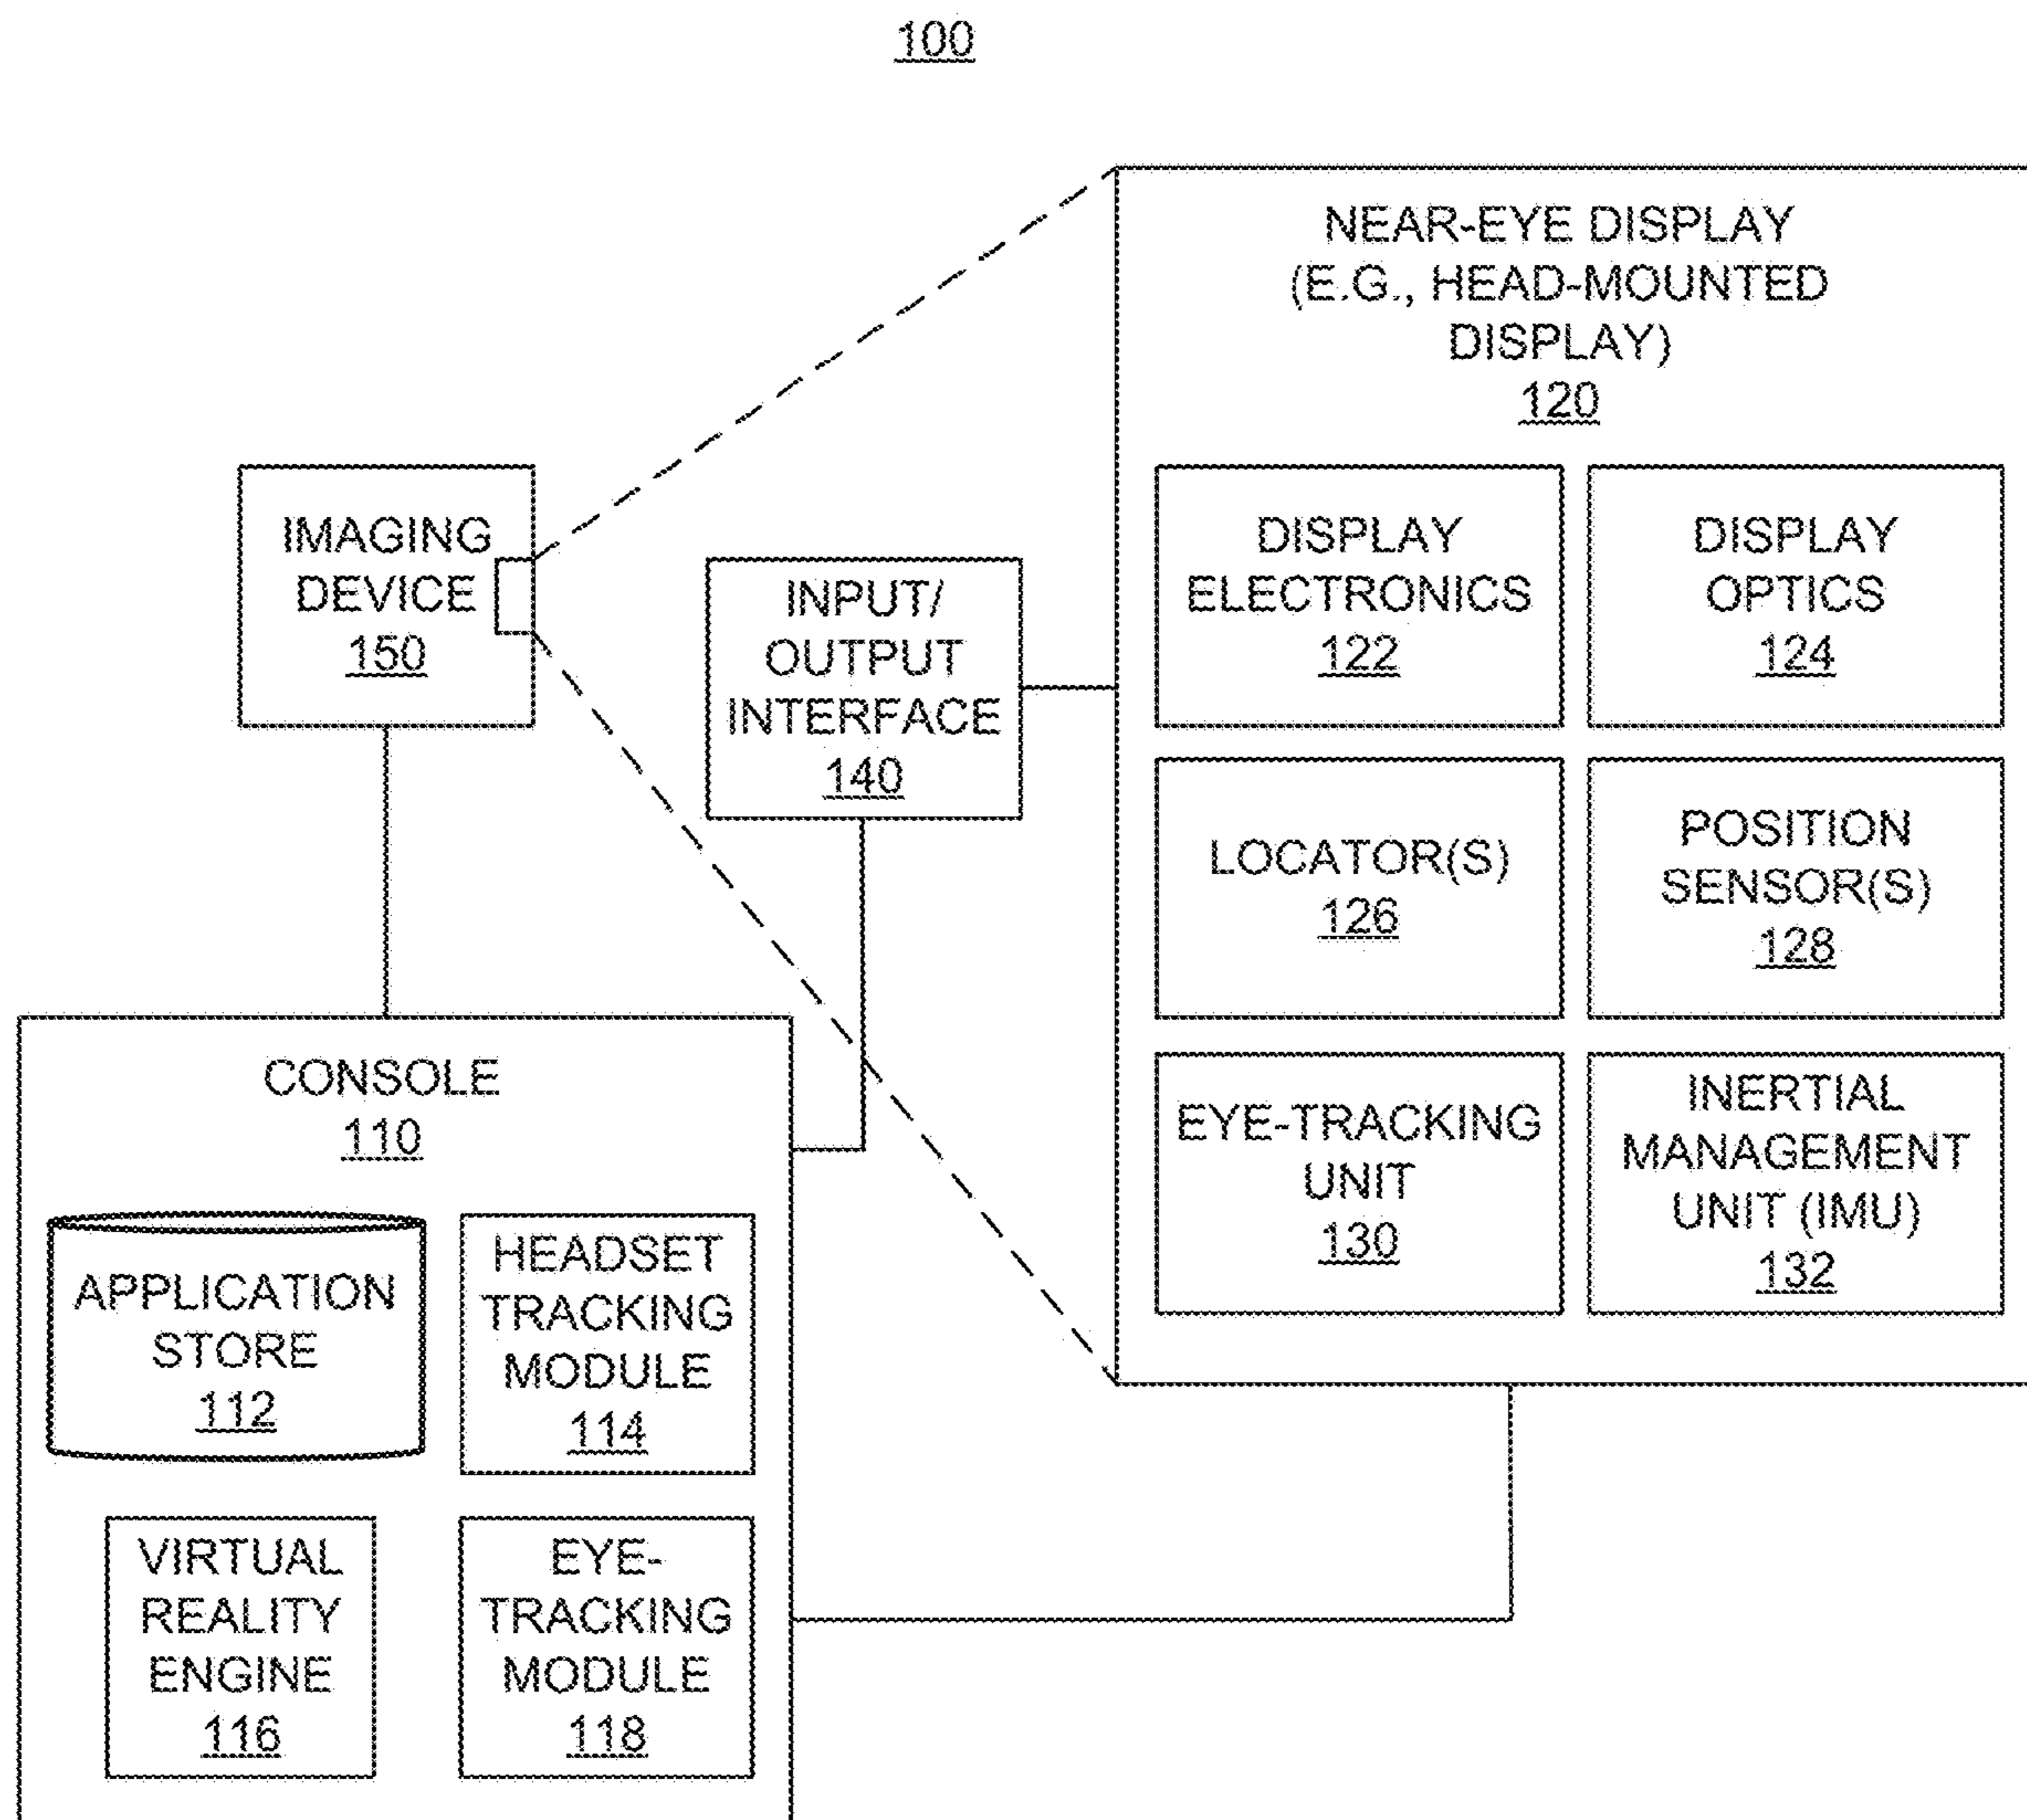 100
NEAR-EYE DISPLAY
(E.G., HEAD-MOUNTED
DISPLAY)
120
IMAGING
DEVICE
150
INPUT/
OUTPUT
INTERFACE
140
DISPLAY
ELECTRONICS
122
DISPLAY
OPTICS
124
LOCATOR(S)
126
POSITION
SENSOR(S)
128
EYE-TRACKING
UNIT
130
INERTIAL
MANAGEMENT
UNIT (IMU)
132
CONSOLE
110
APPLICATION
STORE
112
HEADSET
TRACKING
MODULE
114
VIRTUAL
REALITY
ENGINE
116
EYE-
TRACKING
MODULE
118